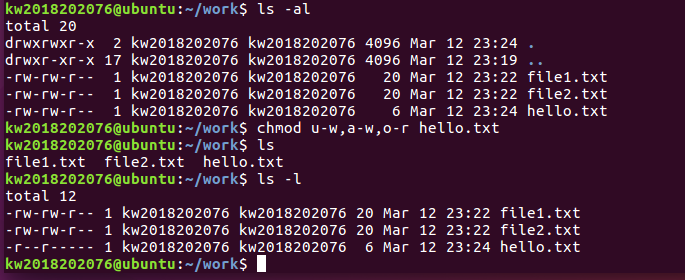 kw2018202076@ubuntu:~/work$ ls -al
total 20
drwxrwxr-x  2 kw2018202076 kw2018202076 4096 Mar 12 23:24 .
drwxr-xr-x 17 kw2018202076 kw2018202076 4096 Mar 12 23:19 ..
-rw-rw-r--  1 kw2018202076 kw2018202076   20 Mar 12 23:22 file1.txt
-rw-rw-r--  1 kw2018202076 kw2018202076   20 Mar 12 23:22 file2.txt
-rw-rw-r--  1 kw2018202076 kw2018202076    6 Mar 12 23:24 hello.txt
kw2018202076@ubuntu:~/work$ chmod u-w,a-w,o-r hello.txt
kw2018202076@ubuntu:~/work$ ls
file1.txt  file2.txt  hello.txt
kw2018202076@ubuntu:~/work$ ls -l
total 12
-rw-rw-r-- 1 kw2018202076 kw2018202076 20 Mar 12 23:22 file1.txt
-rw-rw-r-- 1 kw2018202076 kw2018202076 20 Mar 12 23:22 file2.txt
-r--r----- 1 kw2018202076 kw2018202076  6 Mar 12 23:24 hello.txt
kw2018202076@ubuntu:~/work$